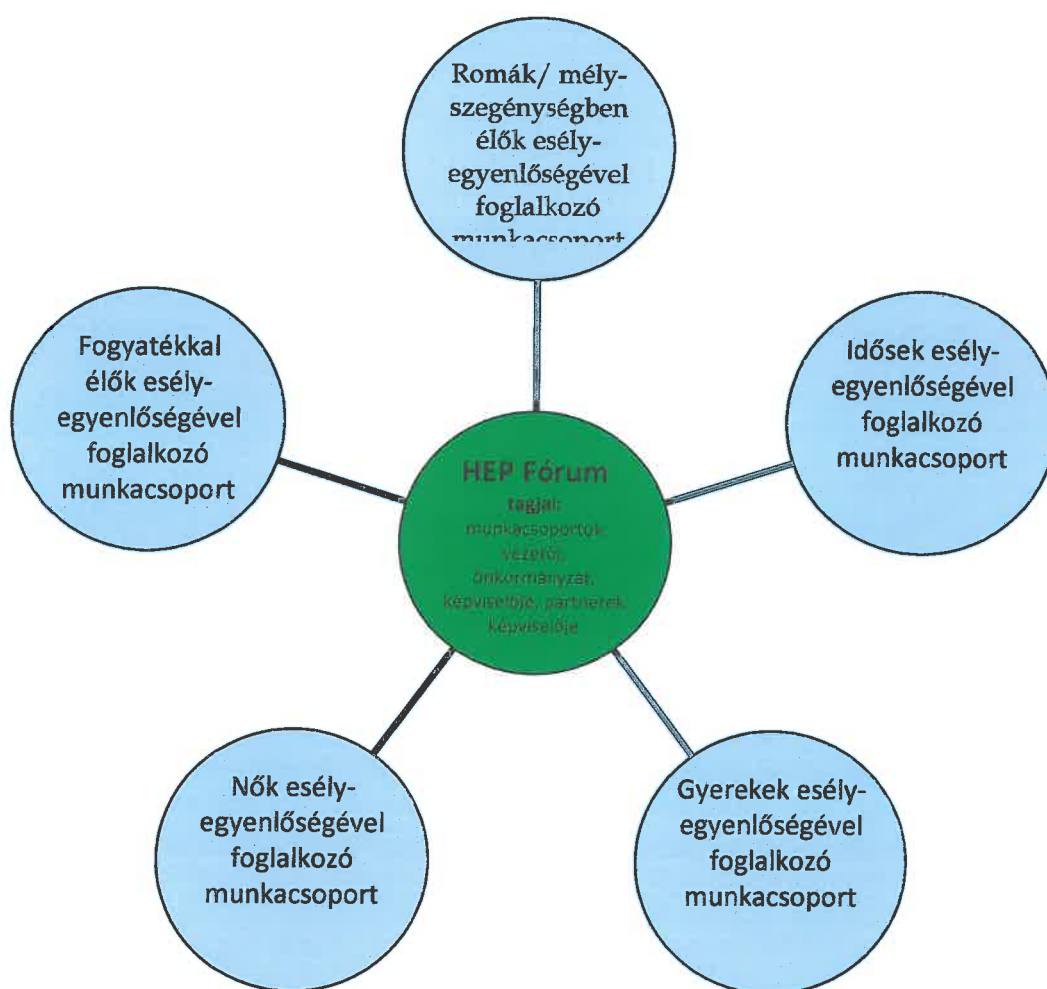 Romák/ mély-
szegénységben
élők esély-
egyenlőségével
foglalkozó
munkacsoport
Fogyatékkal
élők esély-
egyenlőségével
foglalkozó
munkacsoport
Idősek esély-
egyenlőségével
foglalkozó
munkacsoport
HEP Fórum
tagjai:
munkacsoportok
vezetői,
önkormányzat,
képviselője, partnerek
képviselője
Nők esély-
egyenlőségével
foglalkozó
munkacsoport
Gyerekek esély-
egyenlőségével
foglalkozó
munkacsoport